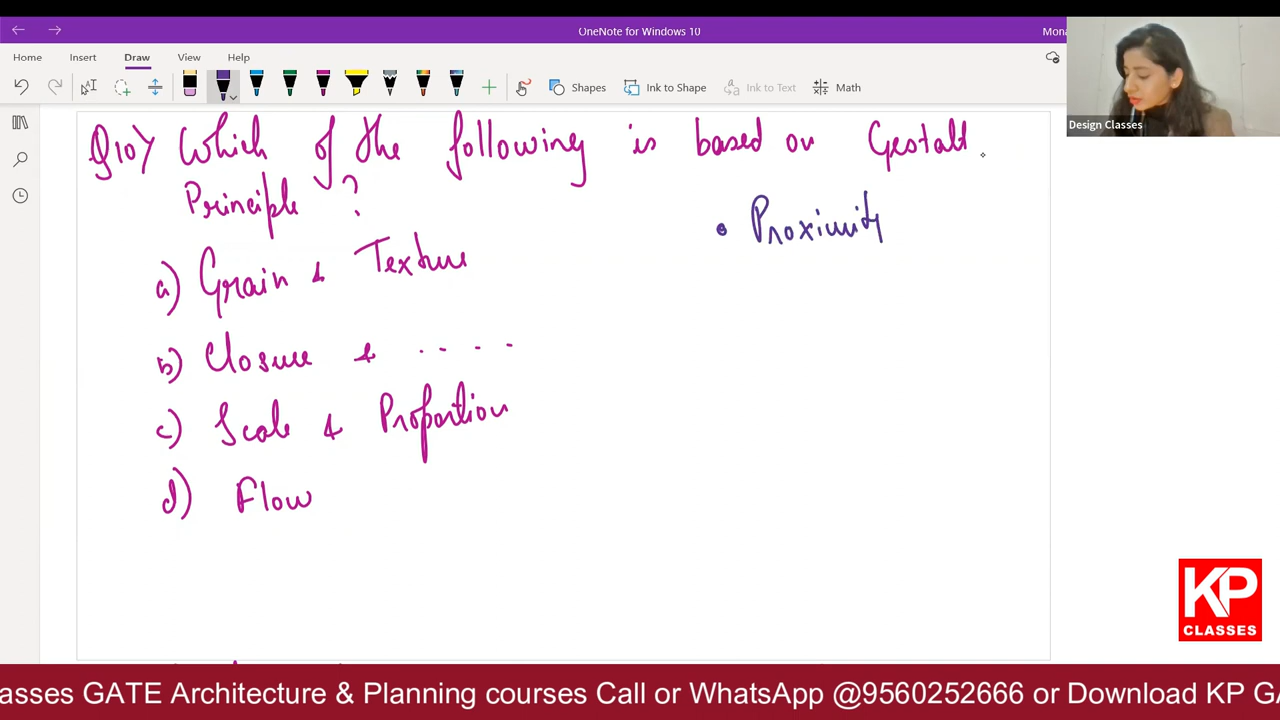 OneNote for Windows 10
Mona
Home Insert Draw View Help
Shapes Ink to Shape Ink to Text Math
Design Classes
Q10) Which of the following is based on Gestalt
Principle ?
• Proximity
a) Grain & Texture
b) Closure & ....
c) Scale & Proportion
d) Flow
KP
CLASSES
lasses GATE Architecture & Planning courses Call or WhatsApp @9560252666 or Download KP GA